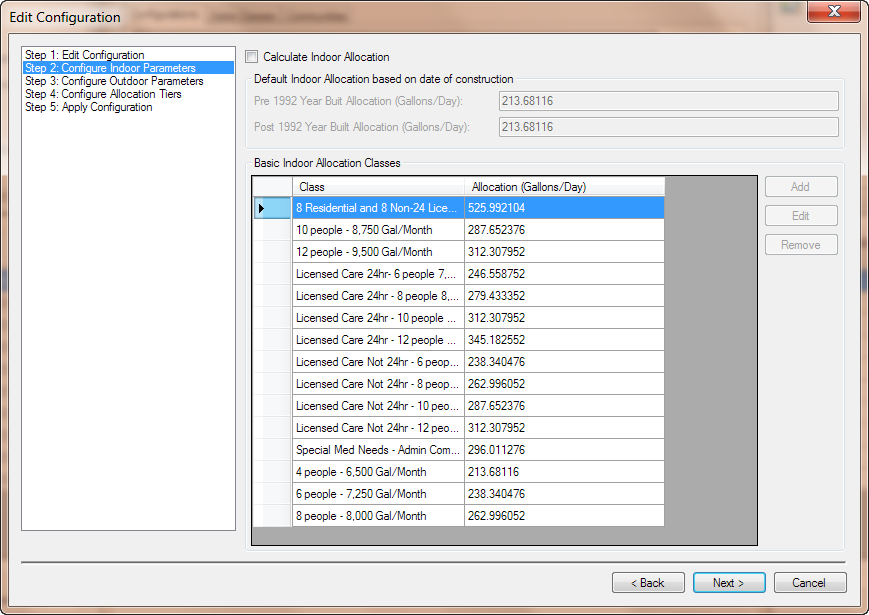 Edit Configuration
Step 1: Edit Configuration
Step 2: Configure Indoor Parameters
Step 3: Configure Outdoor Parameters
Step 4: Configure Allocation Tiers
Step 5: Apply Configuration
Calculate Indoor Allocation
Default Indoor Allocation based on date of construction
Pre 1992 Year Buit Allocation (Gallons/Day): 213.68116
Post 1992 Year Built Allocation (Gallons/Day): 213.68116
Basic Indoor Allocation Classes
Class Allocation (Gallons/Day)
8 Residential and 8 Non-24 Lice... 525.992104
10 people - 8,750 Gal/Month 287.652376
12 people - 9,500 Gal/Month 312.307952
Licensed Care 24hr- 6 people 7,... 246.558752
Licensed Care 24hr - 8 people 8,... 279.433352
Licensed Care 24hr - 10 people ... 312.307952
Licensed Care 24hr - 12 people ... 345.182552
Licensed Care Not 24hr - 6 peop... 238.340476
Licensed Care Not 24hr - 8 peop... 262.996052
Licensed Care Not 24hr - 10 peo... 287.652376
Licensed Care Not 24hr - 12 peo... 312.307952
Special Med Needs - Admin Com... 296.011276
4 people - 6,500 Gal/Month 213.68116
6 people - 7,250 Gal/Month 238.340476
8 people - 8,000 Gal/Month 262.996052
Add
Edit
Remove
< Back Next > Cancel